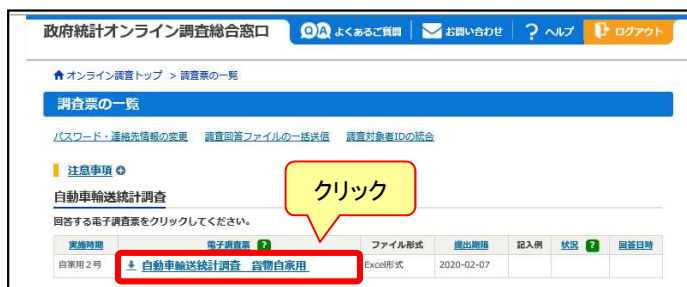 政府統計オンライン調査総合窓口 Q&A よくあるご質問 お問い合わせ ? ヘルプ ログアウト
オンライン調査トップ > 調査票の一覧
調査票の一覧
パスワード・連絡先情報の変更 調査回答ファイルの一括送信 調査対象者IDの統合
注意事項
クリック
自動車輸送統計調査
回答する電子調査票をクリックしてください。
実施時期 電子調査票 ? ファイル形式 提出期限 記入例 状況 ? 回答日時
自家用2号 自動車輸送統計調査 貨物自家用 Excel形式 2020-02-07